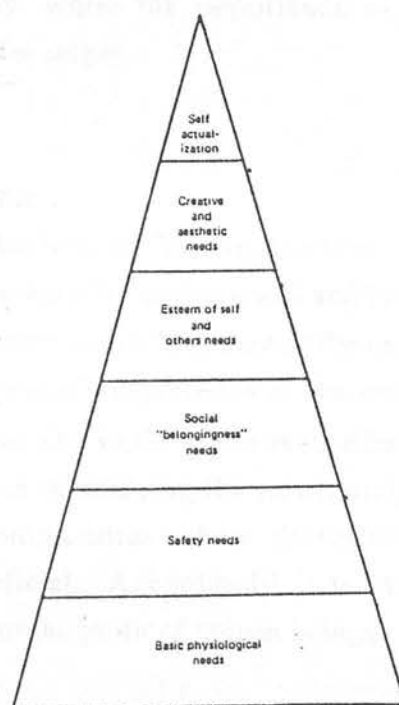 Self
actual-
ization
Creative
and
aesthetic
needs
Esteem of self
and
others needs
Social
"belongingness"
needs
Safety needs
Basic physiological
needs